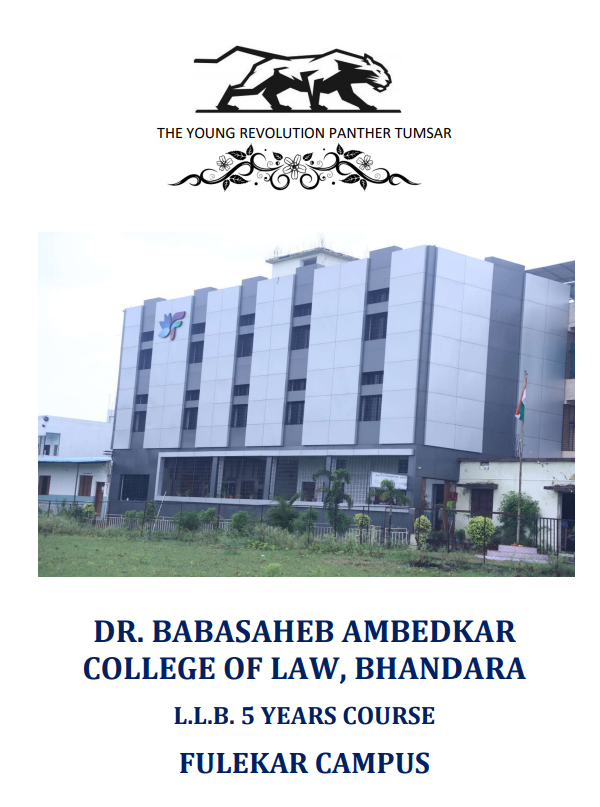 THE YOUNG REVOLUTION PANTHER TUMSAR
DR. BABASAHEB AMBEDKAR
COLLEGE OF LAW, BHANDARA
L.L.B. 5 YEARS COURSE
FULEKAR CAMPUS